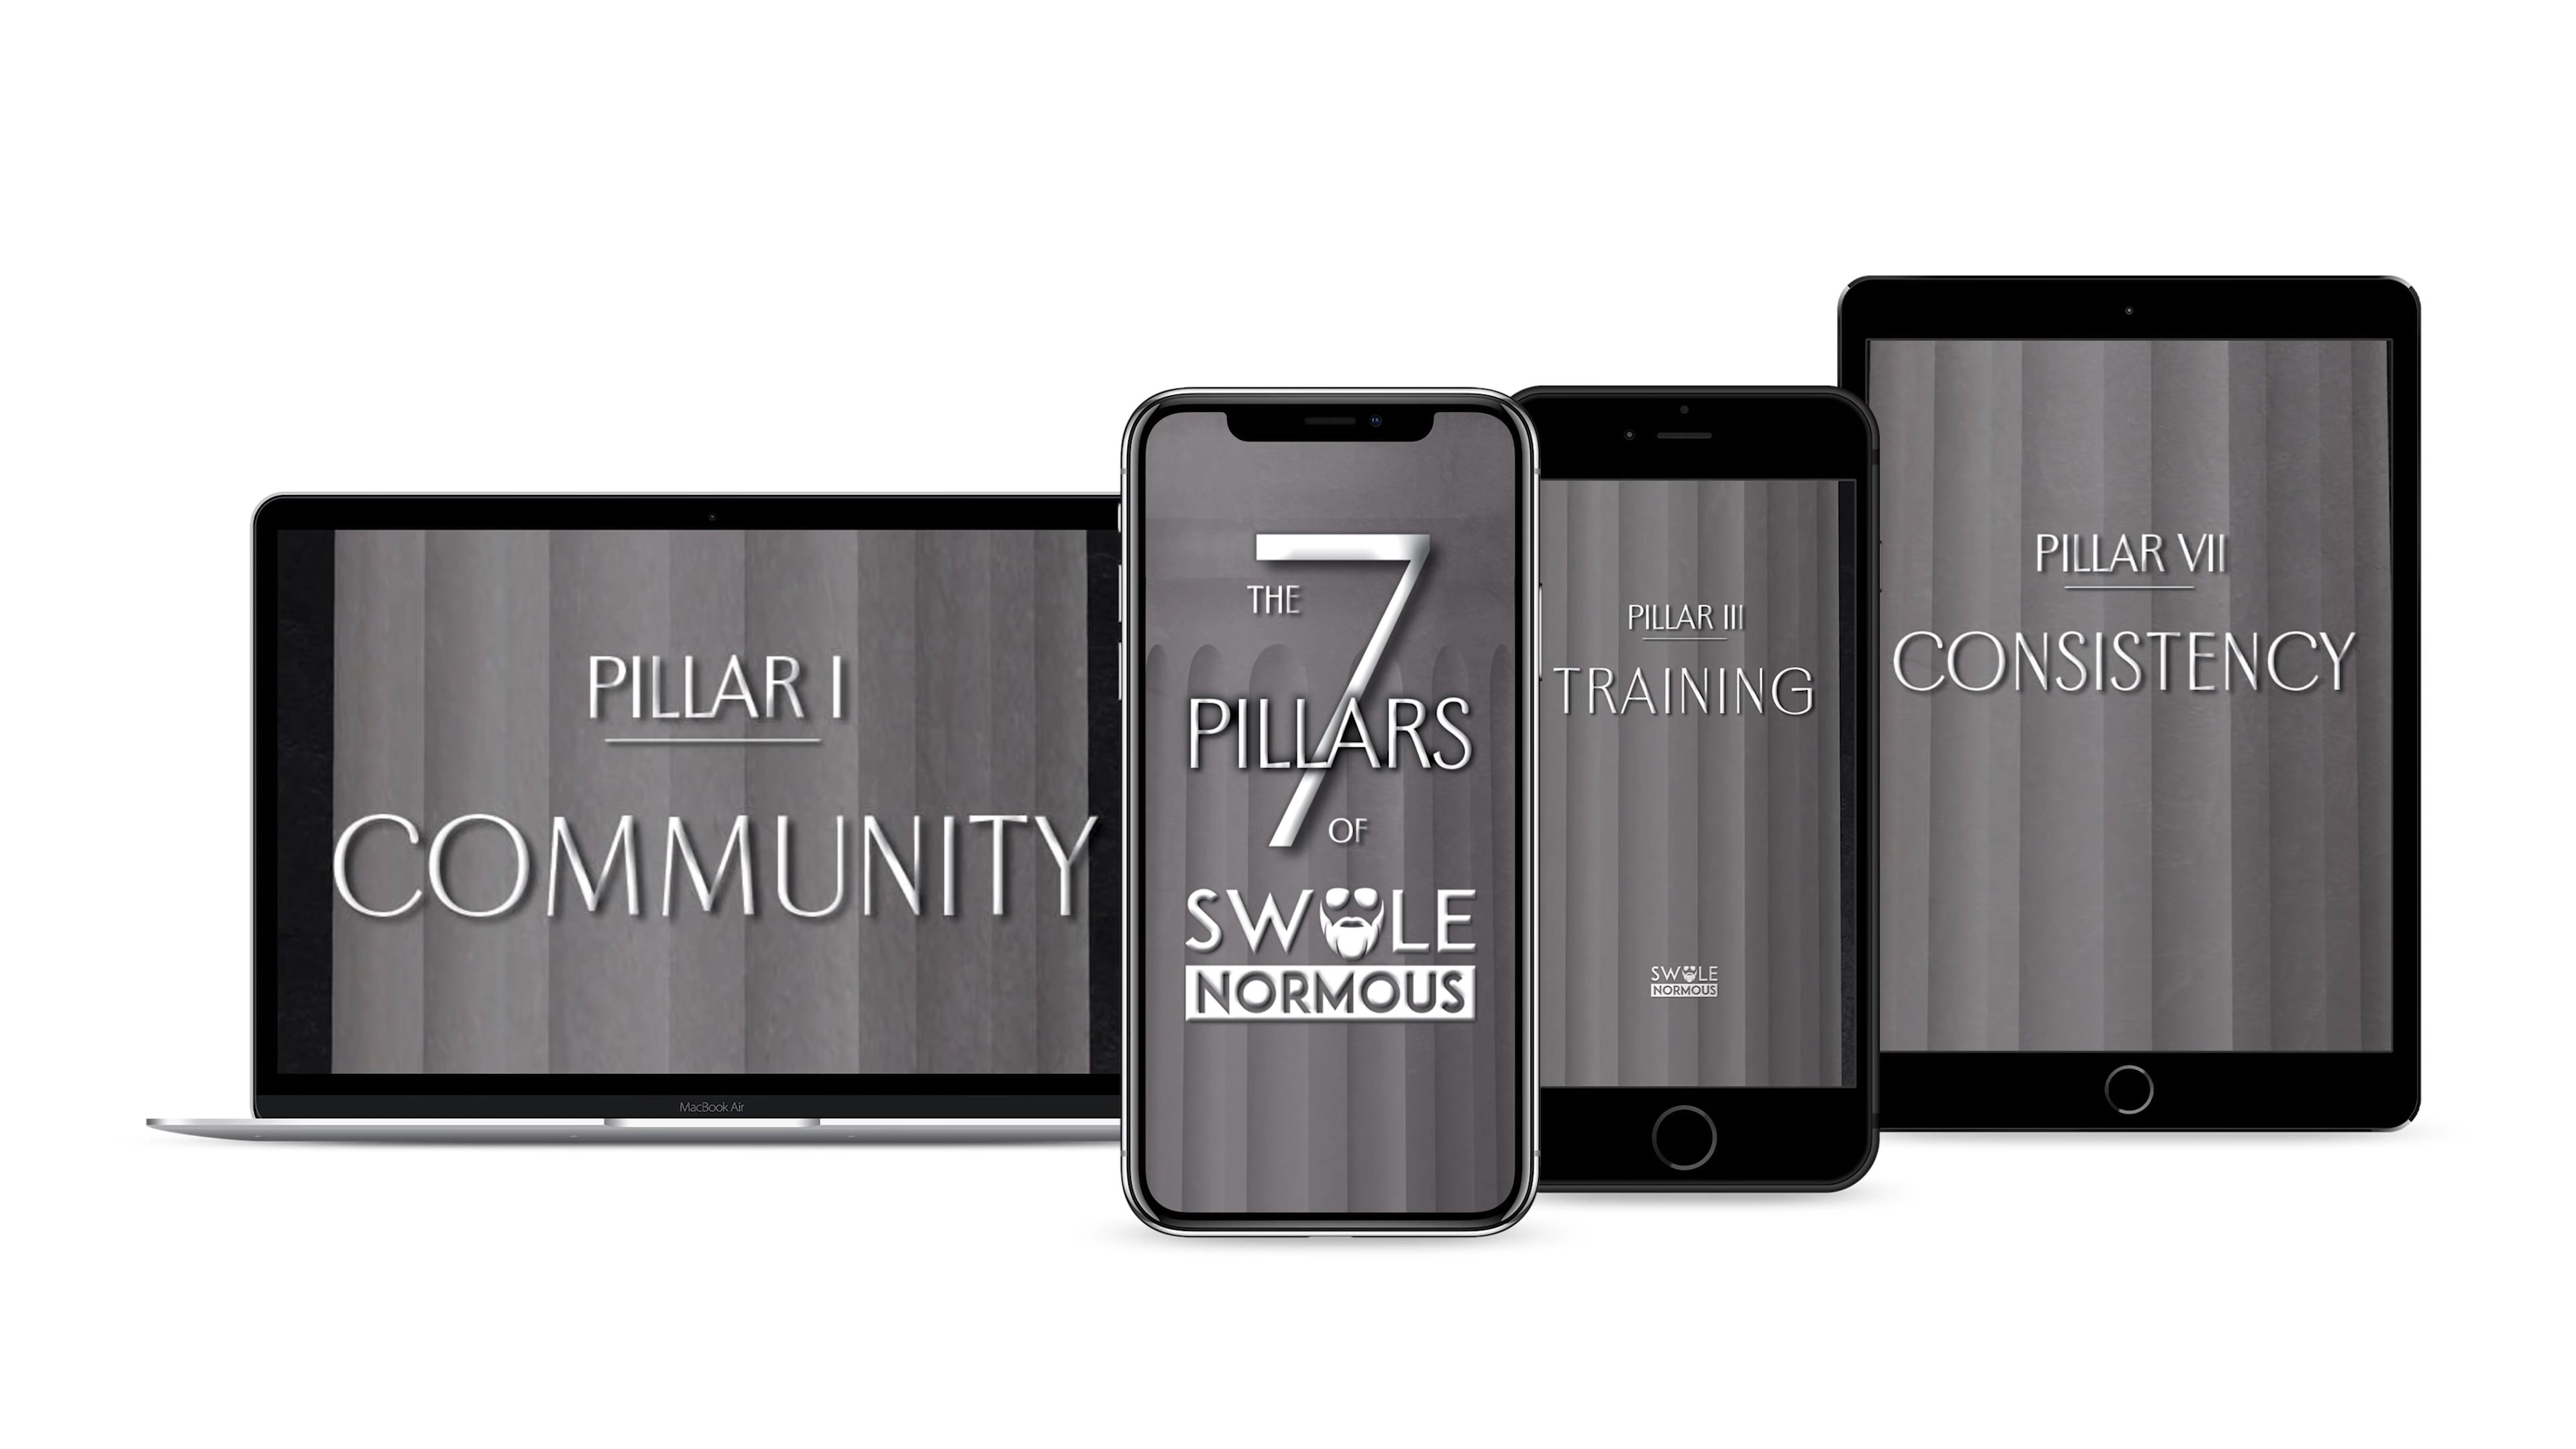 PILLAR I
COMMUNITY
MacBook Air
THE
7
PILLARS
OF
SWOLE
NORMOUS
PILLAR III
TRAINING
SWOLE
NORMOUS
PILLAR VII
CONSISTENCY